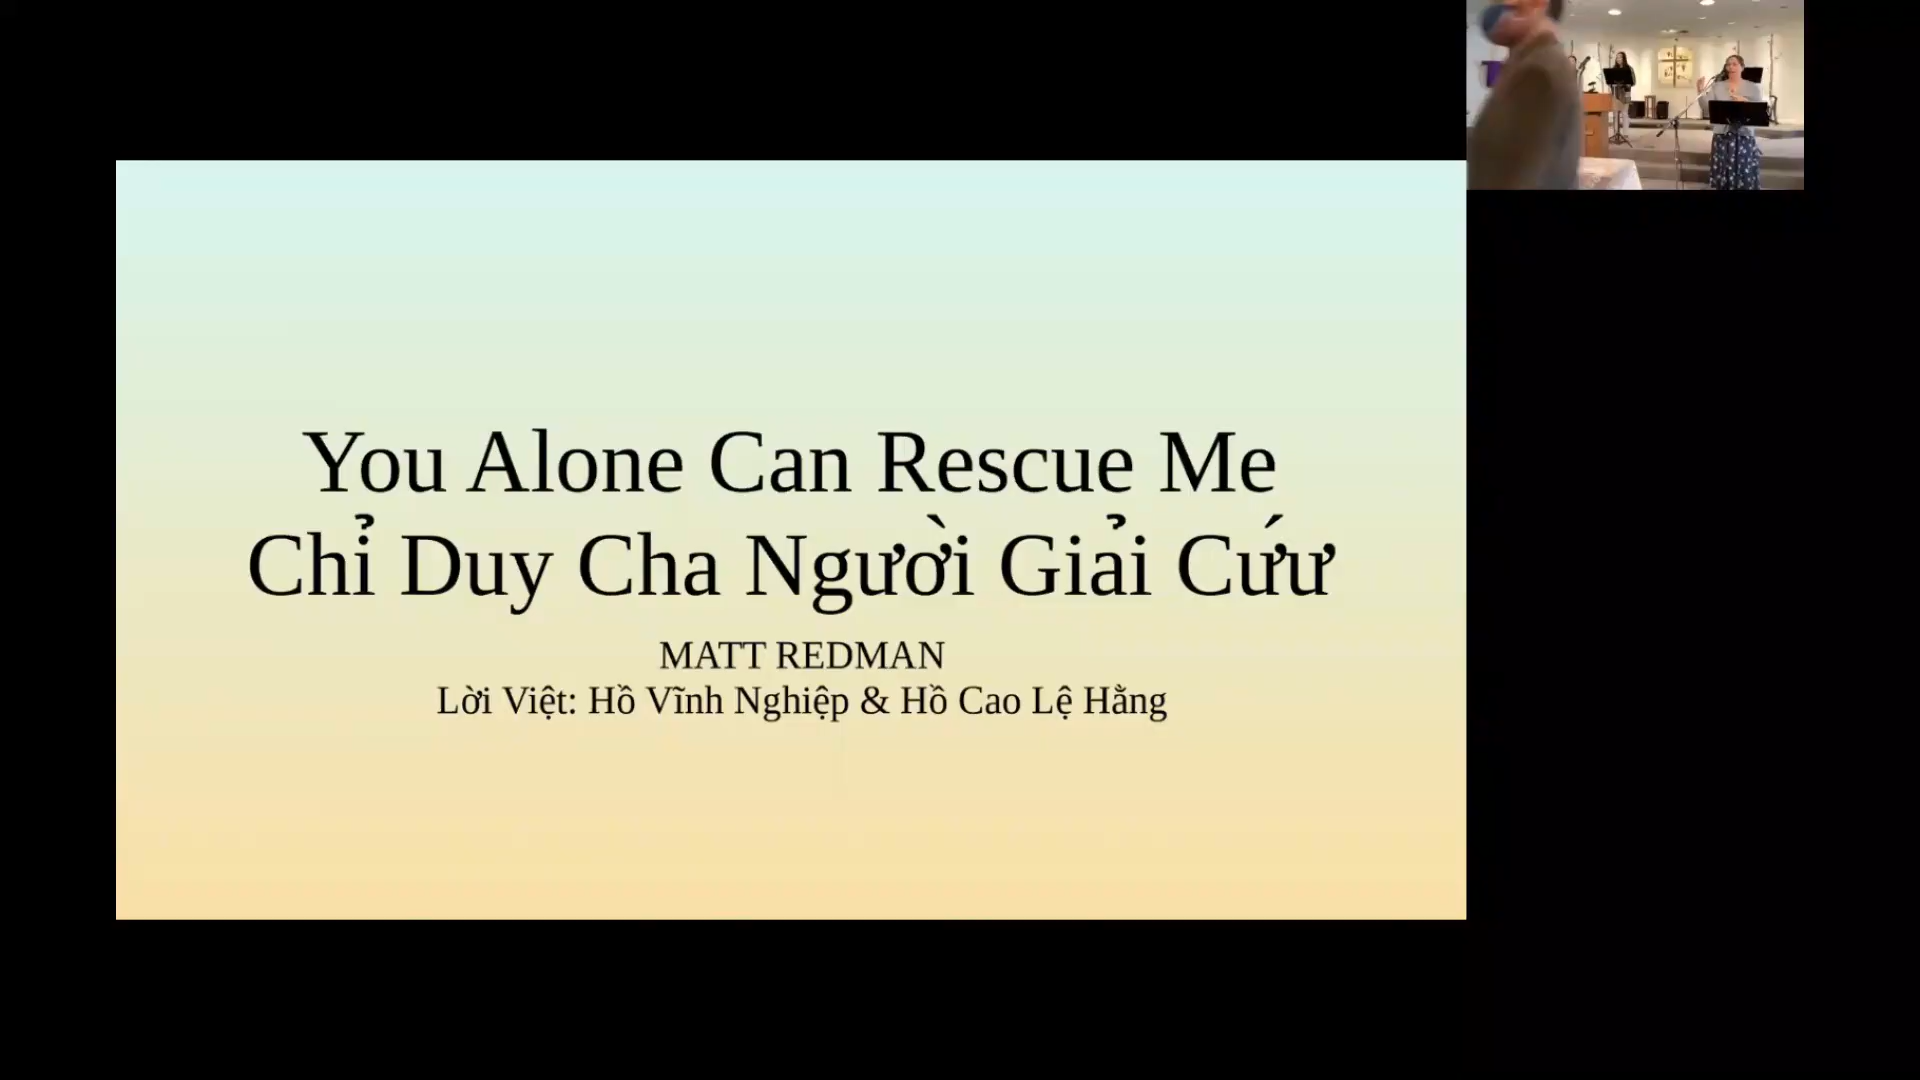 You Alone Can Rescue Me
Chỉ Duy Cha Người Giải Cứu
MATT REDMAN
Lời Việt: Hồ Vĩnh Nghiệp & Hồ Cao Lệ Hằng